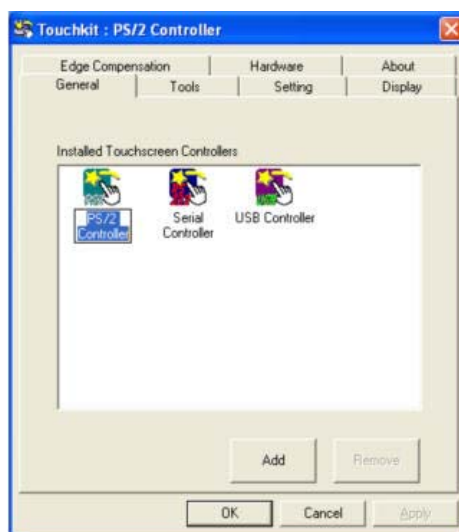 Touchkit : PS/2 Controller
Edge Compensation Hardware About
General Tools Setting Display
Installed Touchscreen Controllers
PS/2 Controller
Serial Controller
USB Controller
Add Remove
OK Cancel Apply